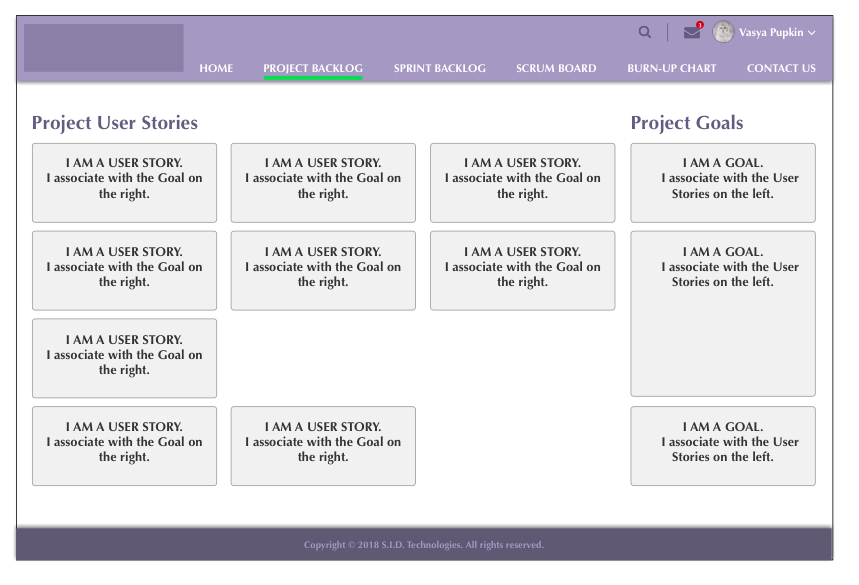 3
Vasya Pupkin
HOME PROJECT BACKLOG SPRINT BACKLOG SCRUM BOARD BURN-UP CHART CONTACT US
Project User Stories
Project Goals
I AM A USER STORY.
I associate with the Goal on
the right.
I AM A USER STORY.
I associate with the Goal on
the right.
I AM A USER STORY.
I associate with the Goal on
the right.
I AM A GOAL.
I associate with the User
Stories on the left.
I AM A USER STORY.
I associate with the Goal on
the right.
I AM A USER STORY.
I associate with the Goal on
the right.
I AM A USER STORY.
I associate with the Goal on
the right.
I AM A GOAL.
I associate with the User
Stories on the left.
I AM A USER STORY.
I associate with the Goal on
the right.
I AM A USER STORY.
I associate with the Goal on
the right.
I AM A USER STORY.
I associate with the Goal on
the right.
I AM A GOAL.
I associate with the User
Stories on the left.
Copyright © 2018 S.I.D. Technologies. All rights reserved.